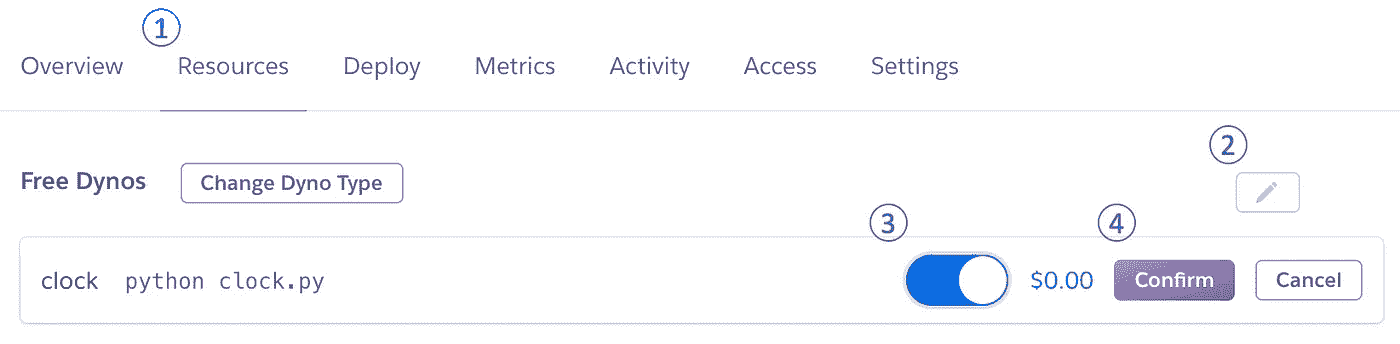 ①
Overview Resources Deploy Metrics Activity Access Settings
②
Free Dynos Change Dyno Type
③ ④
clock python clock.py $0.00 Confirm Cancel